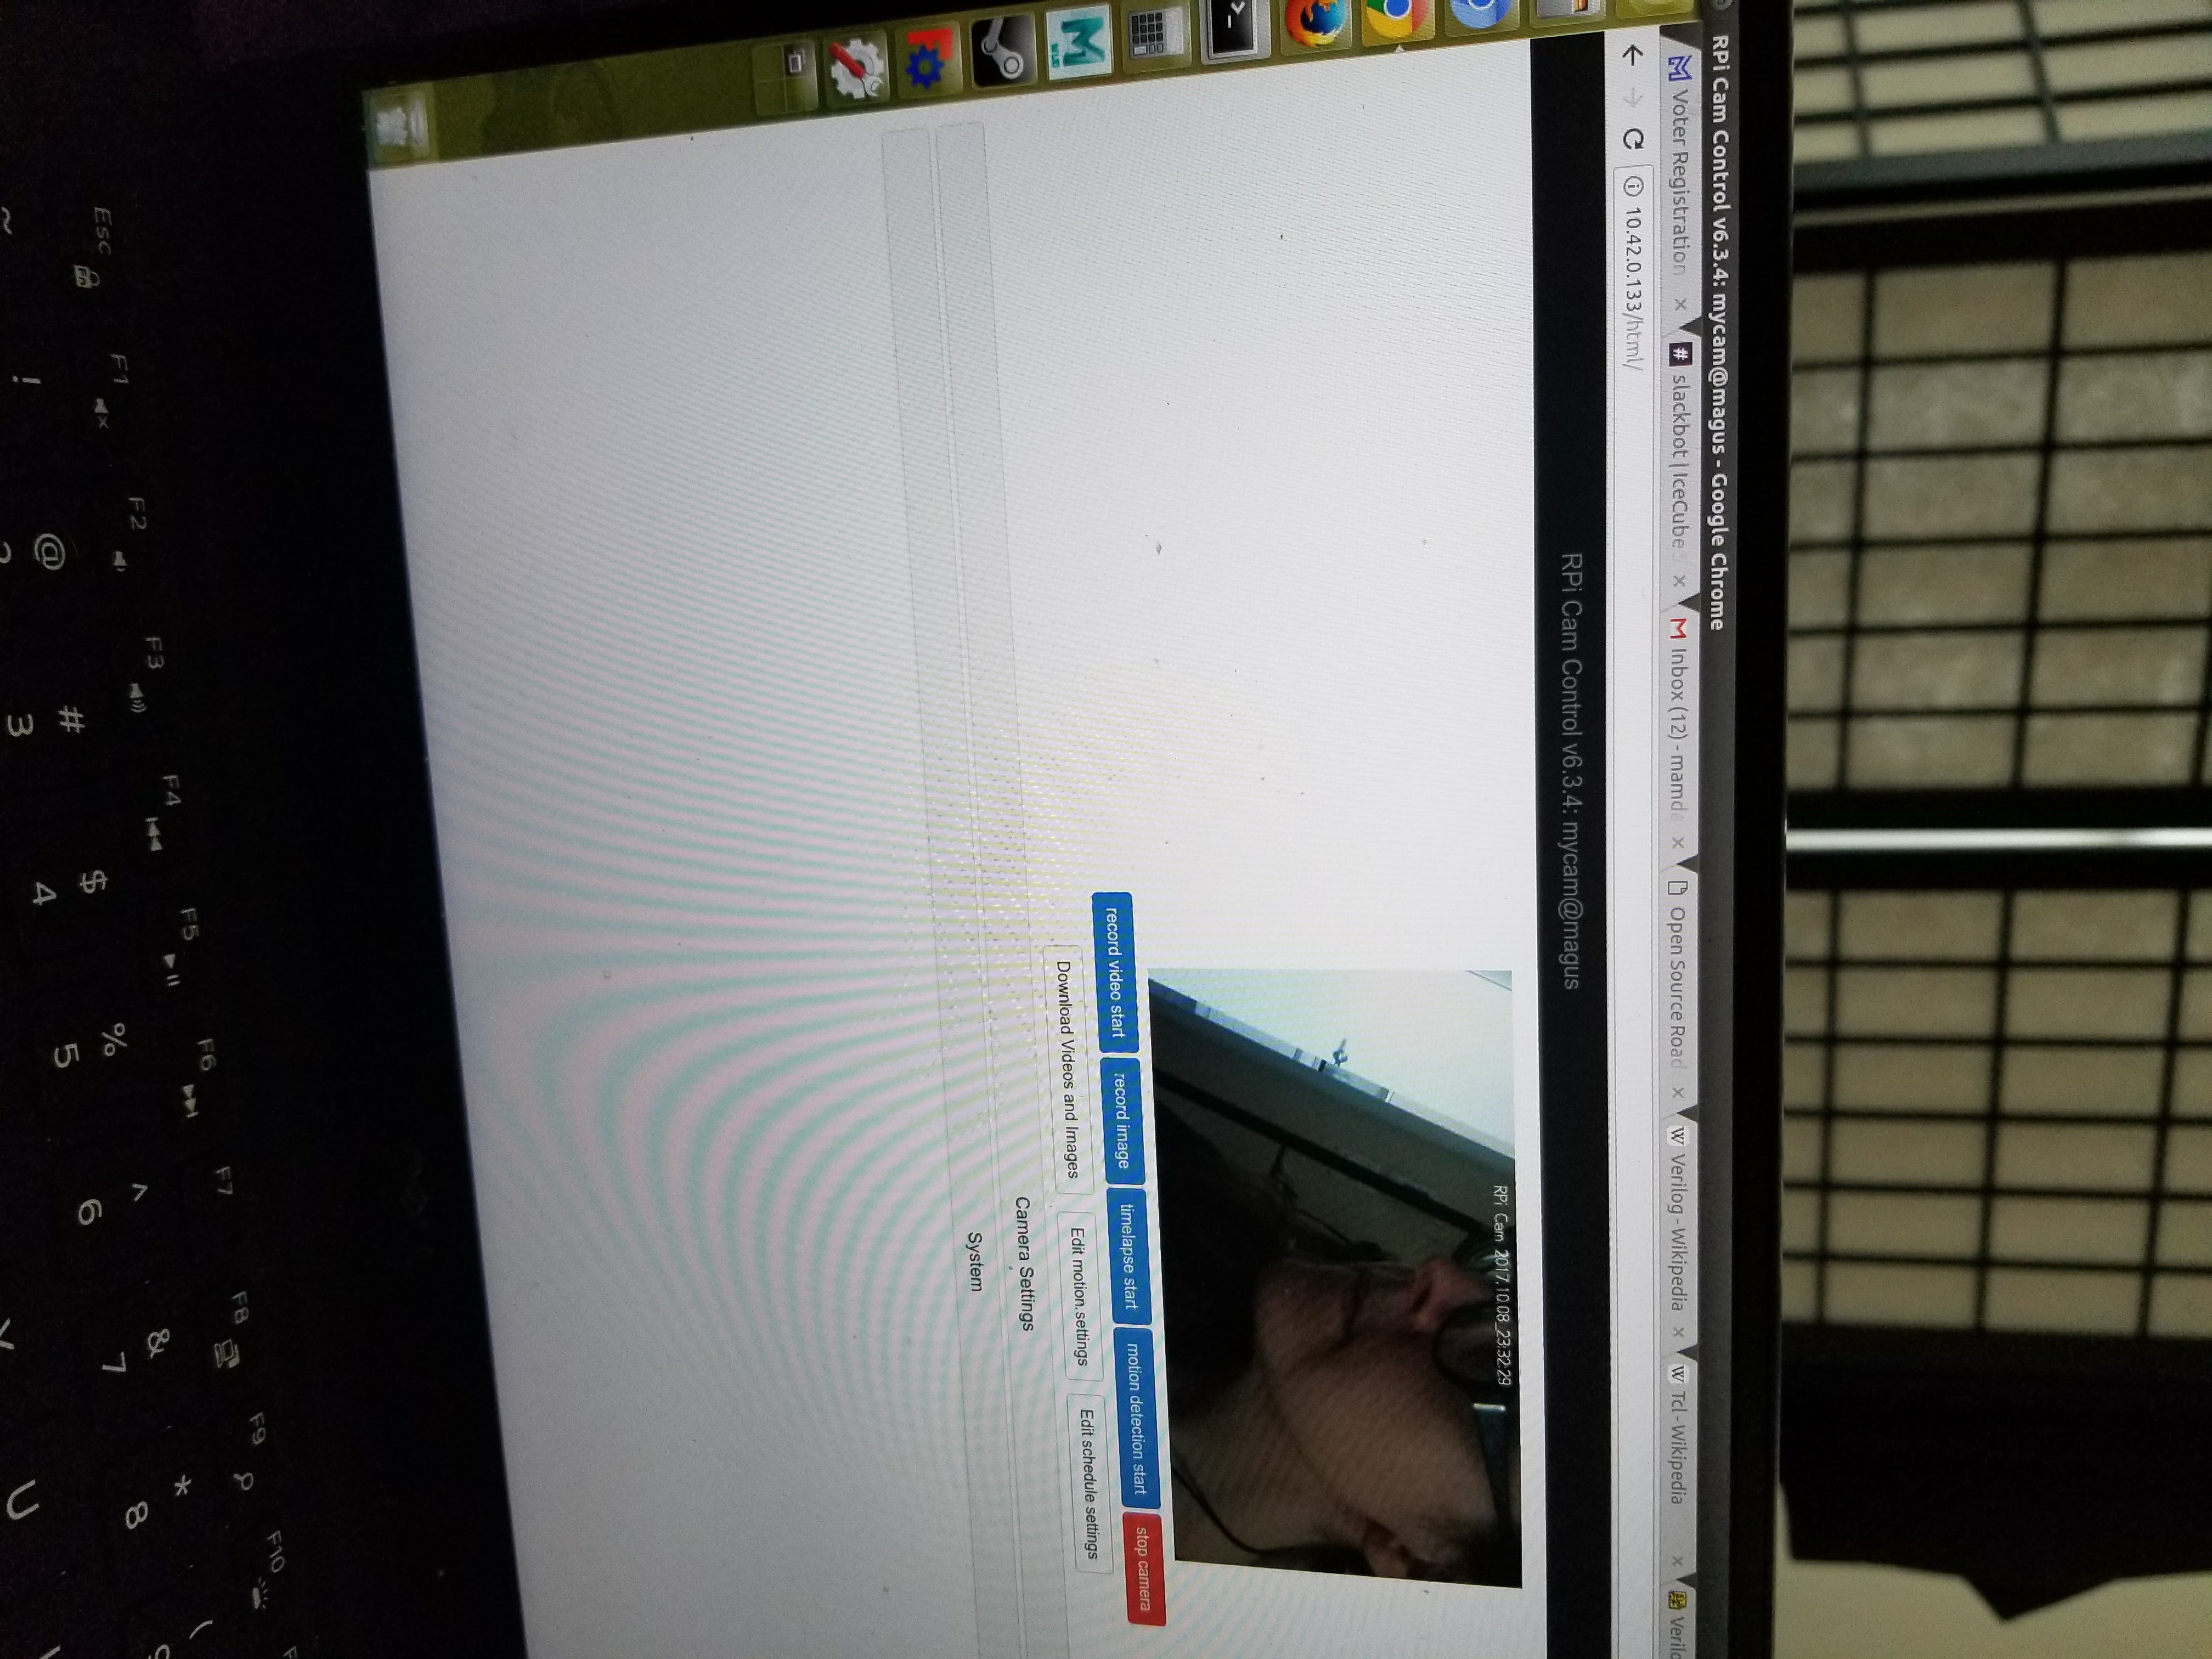 RPi Cam Control v6.3.4: mycam@magus - Google Chrome
Voter Registration × # slackbot | IceCube × Inbox (12) - mamda × Open Source Road × W Verilog - Wikipedia × W Tcl - Wikipedia × Verilo
10.42.0.133/html/
RPi Cam Control v6.3.4: mycam@magus
RPi Cam 2017.10.08_23:32:29
record video start record image timelapse start motion detection start stop camera
Download Videos and Images Edit motion settings Edit schedule settings
Camera Settings
System
>_
M
Esc F1 F2 F3 F4 F5 F6 F7 F8 F9 F10
~ ! @ # $ % ^ & * (
3 4 5 6 7 8
U